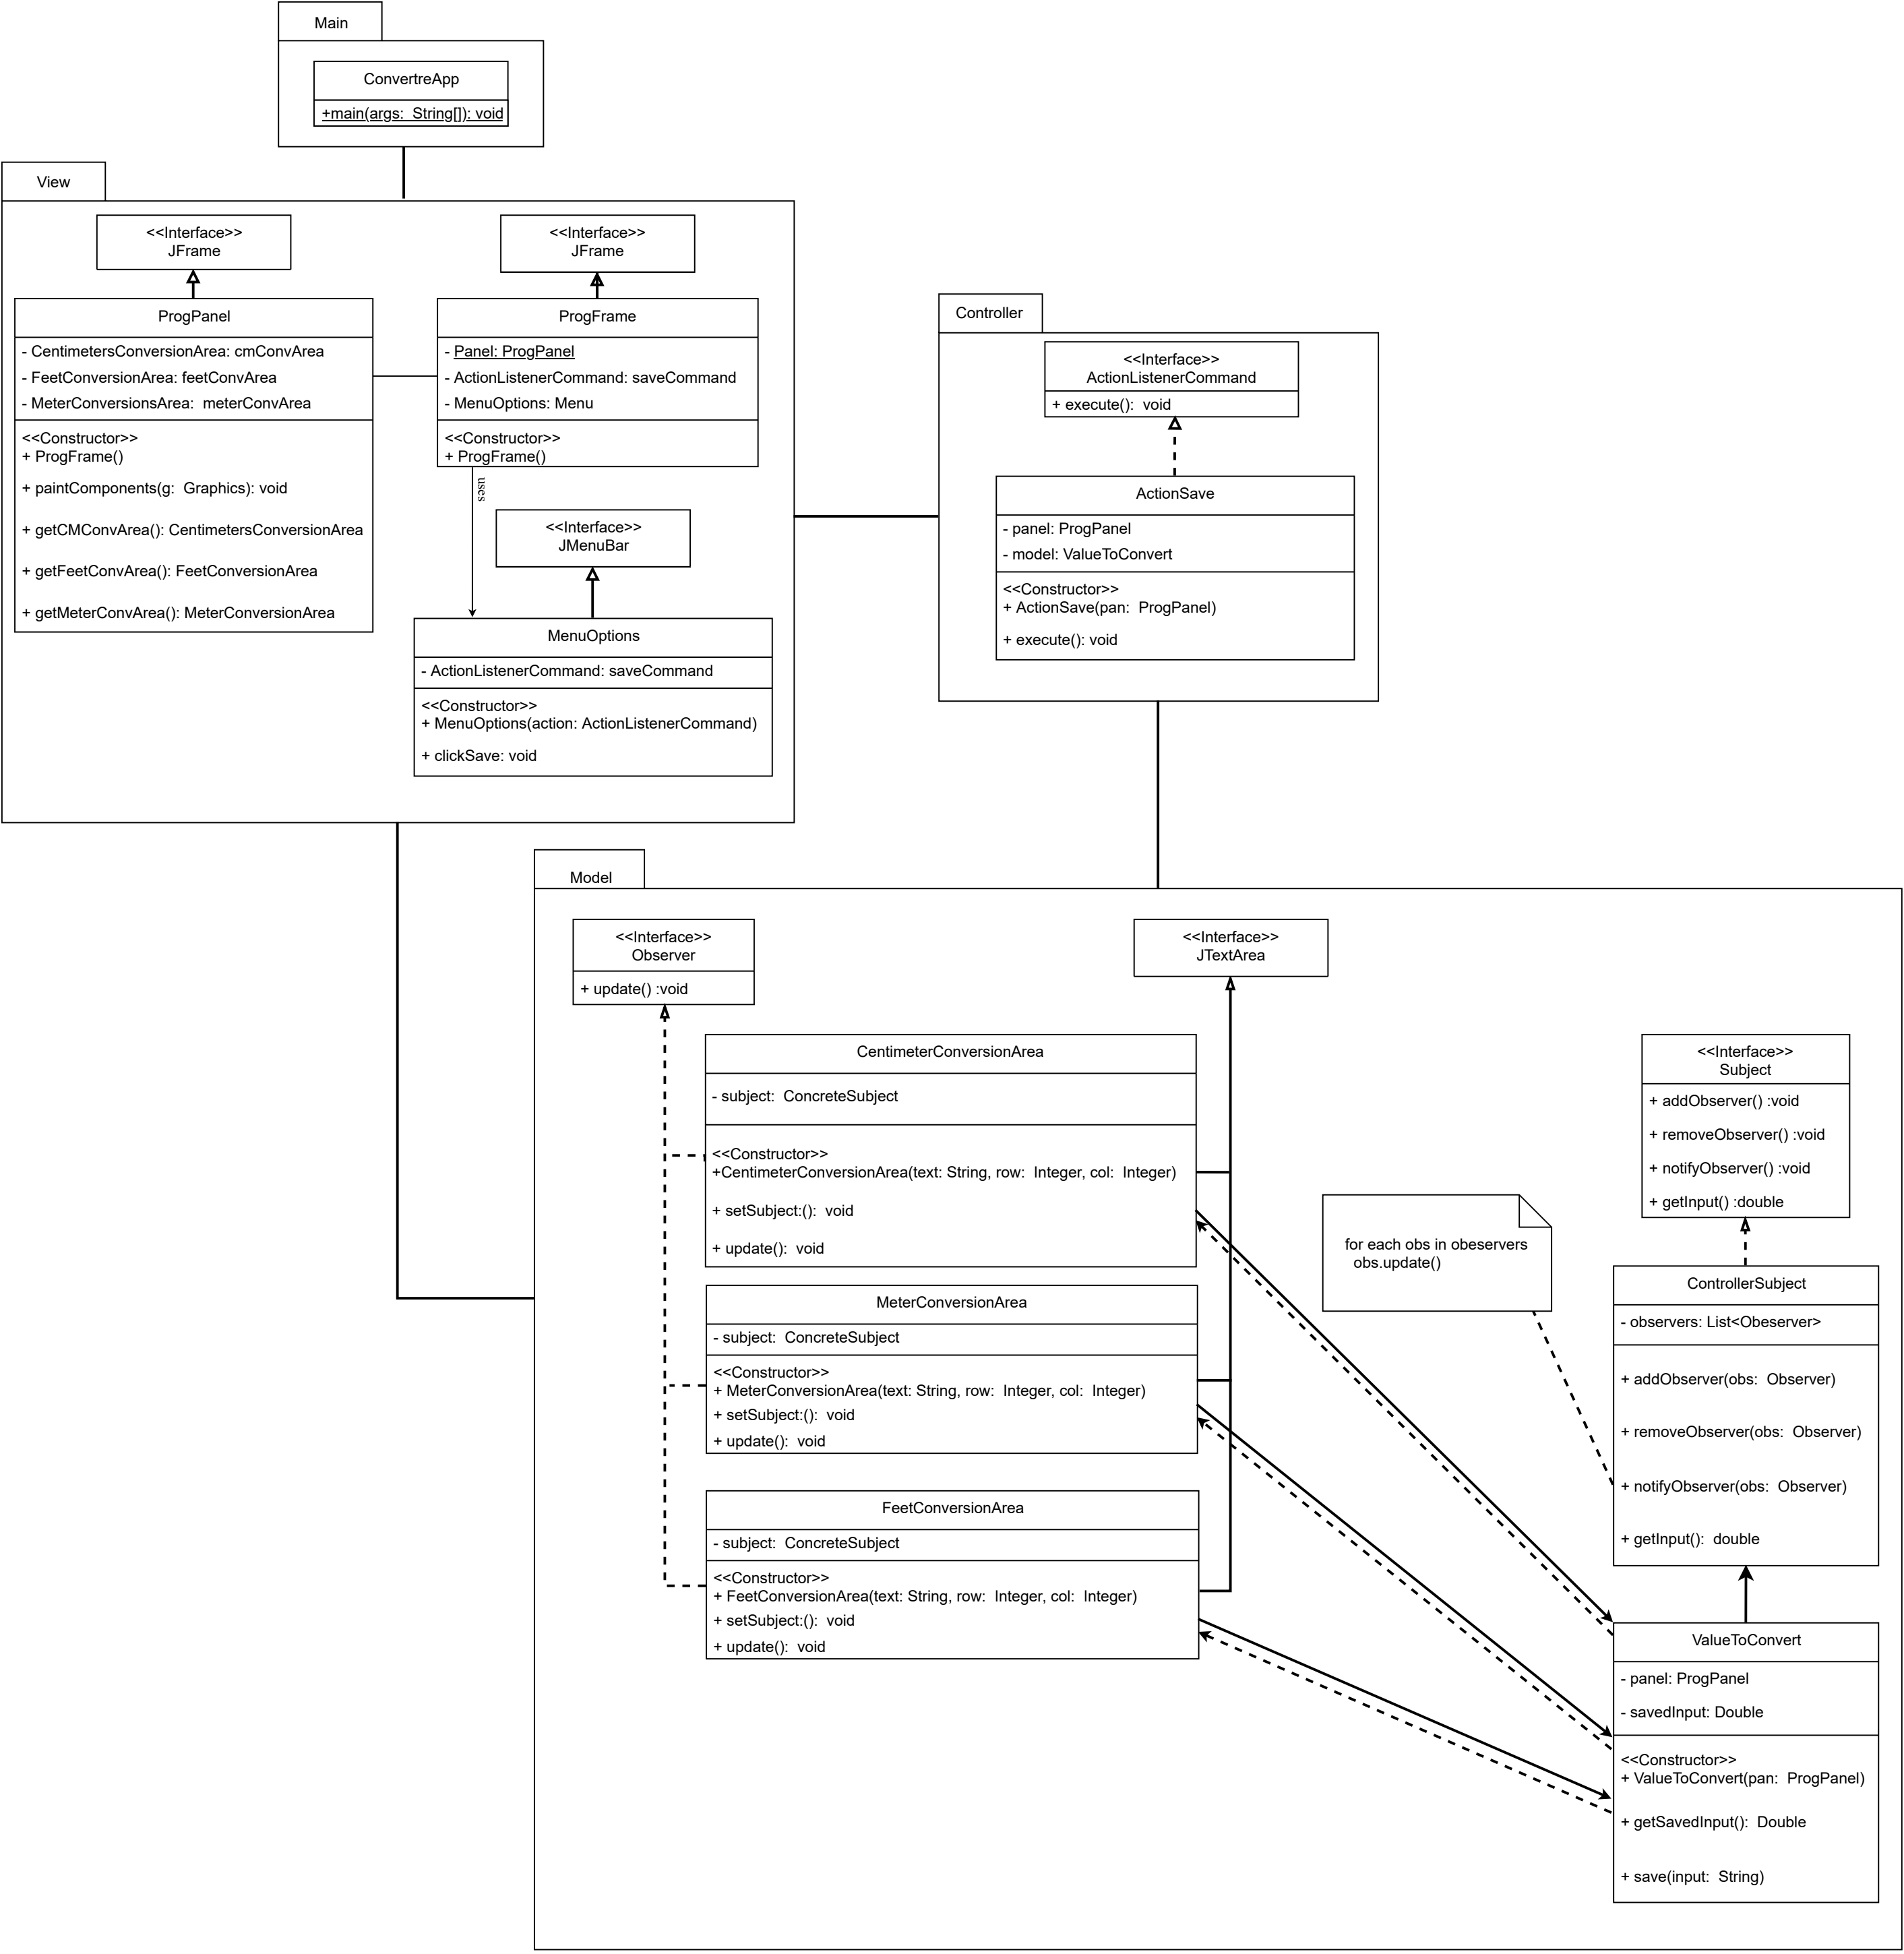 Main
ConvertreApp
+main(args:  String[]): void
View
<<Interface>>
JFrame
ProgPanel
- CentimetersConversionArea: cmConvArea
- FeetConversionArea: feetConvArea
- MeterConversionsArea:  meterConvArea
<<Constructor>>
+ ProgFrame()
+ paintComponents(g:  Graphics): void
+ getCMConvArea(): CentimetersConversionArea
+ getFeetConvArea(): FeetConversionArea
+ getMeterConvArea(): MeterConversionArea
<<Interface>>
JFrame
ProgFrame
- Panel: ProgPanel
- ActionListenerCommand: saveCommand
- MenuOptions: Menu
<<Constructor>>
+ ProgFrame()
uses
<<Interface>>
JMenuBar
MenuOptions
- ActionListenerCommand: saveCommand
<<Constructor>>
+ MenuOptions(action: ActionListenerCommand)
+ clickSave: void
Controller
<<Interface>>
ActionListenerCommand
+ execute():  void
ActionSave
- panel: ProgPanel
- model: ValueToConvert
<<Constructor>>
+ ActionSave(pan:  ProgPanel)
+ execute(): void
Model
<<Interface>>
Observer
+ update() :void
<<Interface>>
JTextArea
CentimeterConversionArea
- subject:  ConcreteSubject
<<Constructor>>
+CentimeterConversionArea(text: String, row:  Integer, col:  Integer)
+ setSubject:():  void
+ update():  void
MeterConversionArea
- subject:  ConcreteSubject
<<Constructor>>
+ MeterConversionArea(text: String, row:  Integer, col:  Integer)
+ setSubject:():  void
+ update():  void
FeetConversionArea
- subject:  ConcreteSubject
<<Constructor>>
+ FeetConversionArea(text: String, row:  Integer, col:  Integer)
+ setSubject:():  void
+ update():  void
for each obs in obeservers
obs.update()
<<Interface>>
Subject
+ addObserver() :void
+ removeObserver() :void
+ notifyObserver() :void
+ getInput() :double
ControllerSubject
- observers: List<Obeserver>
+ addObserver(obs:  Observer)
+ removeObserver(obs:  Observer)
+ notifyObserver(obs:  Observer)
+ getInput():  double
ValueToConvert
- panel: ProgPanel
- savedInput: Double
<<Constructor>>
+ ValueToConvert(pan:  ProgPanel)
+ getSavedInput():  Double
+ save(input:  String)